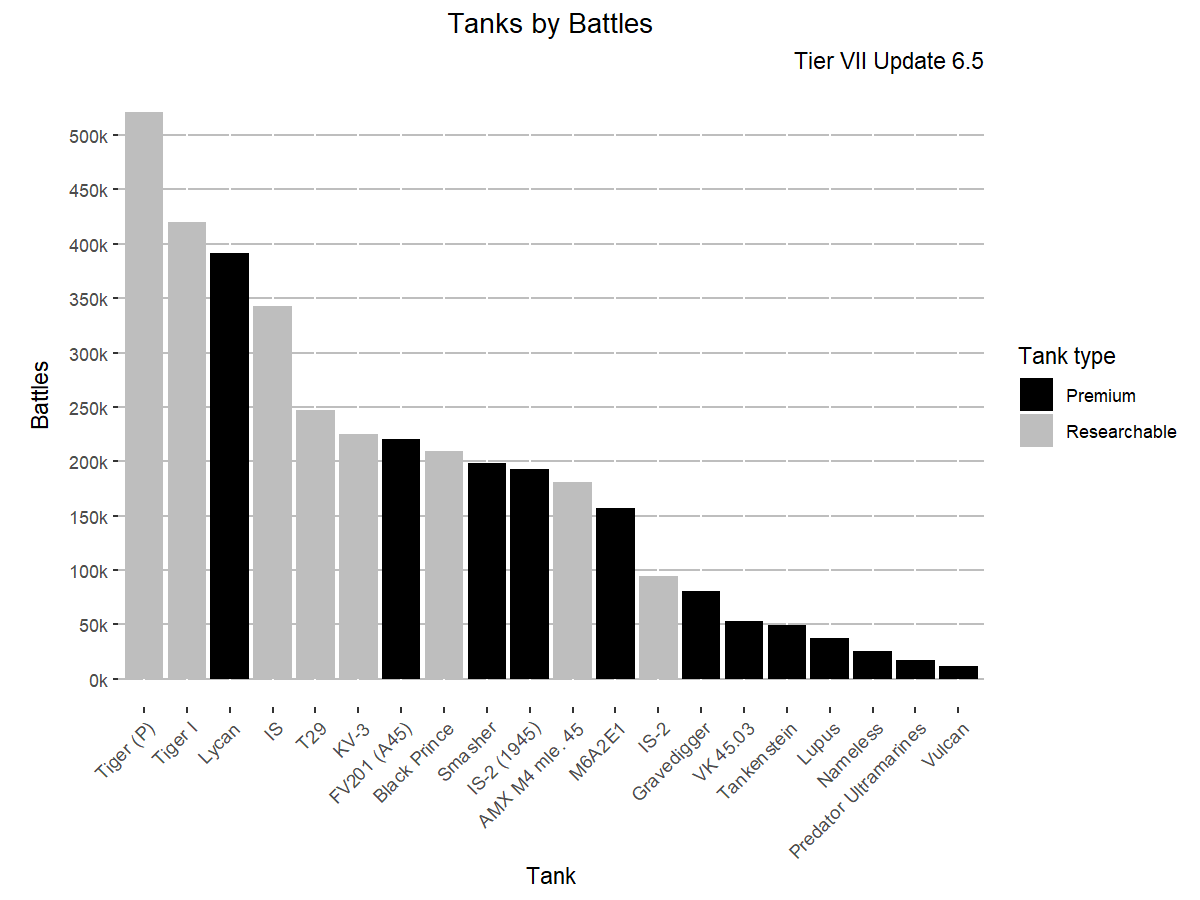 Tanks by Battles
Tier VII Update 6.5
Battles
500k
450k
400k
350k
300k
250k
200k
150k
100k
50k
0k
Tiger (P)
Tiger I
Lycan
IS
T29
KV-3
FV201 (A45)
Black Prince
Smasher
IS-2 (1945)
AMX M4 mle. 45
M6A2E1
IS-2
Gravedigger
VK 45.03
Tankenstein
Lupus
Nameless
Predator Ultramarines
Vulcan
Tank
Tank type
Premium
Researchable